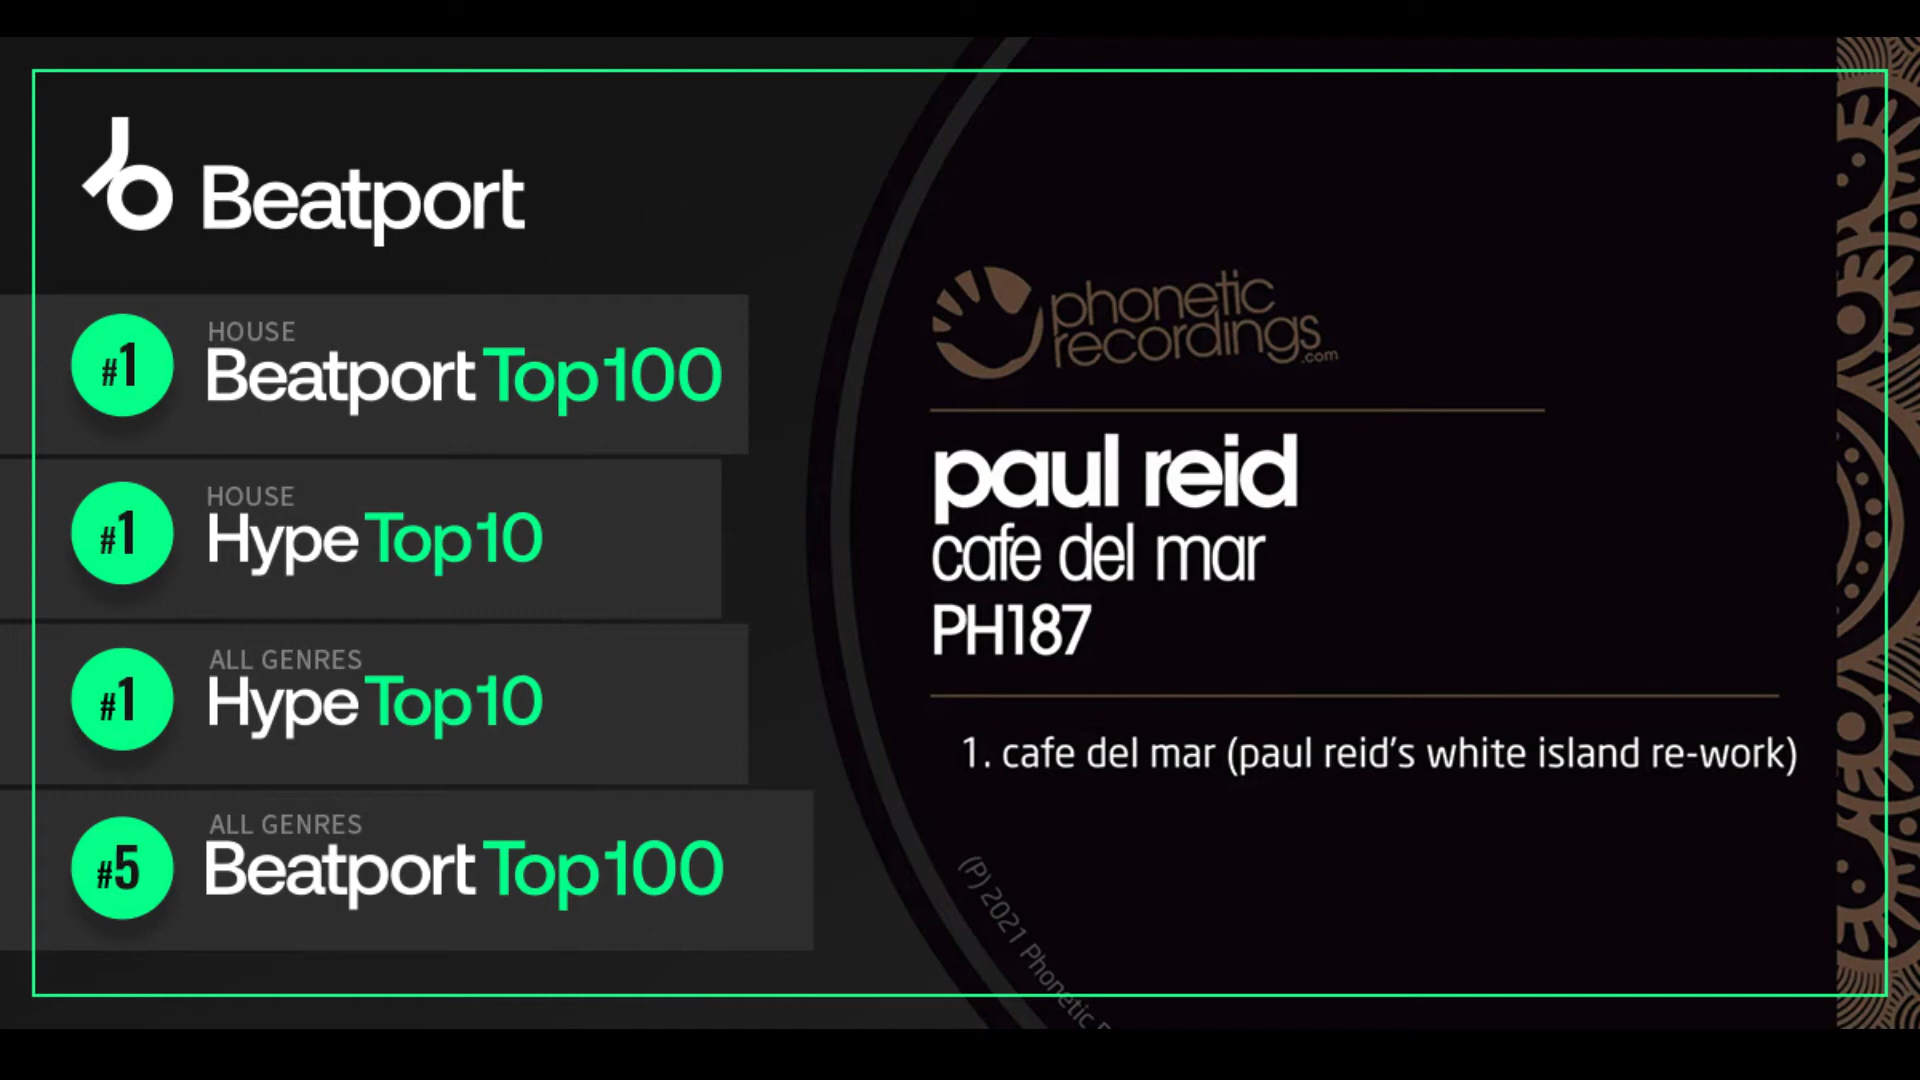 Beatport
#1
HOUSE
Beatport Top100
#1
HOUSE
Hype Top10
#1
ALL GENRES
Hype Top10
#5
ALL GENRES
Beatport Top100
phonetic
recordings
.com
paul reid
cafe del mar
PH187
1. cafe del mar (paul reid's white island re-work)
(P) 2021 Phonetic